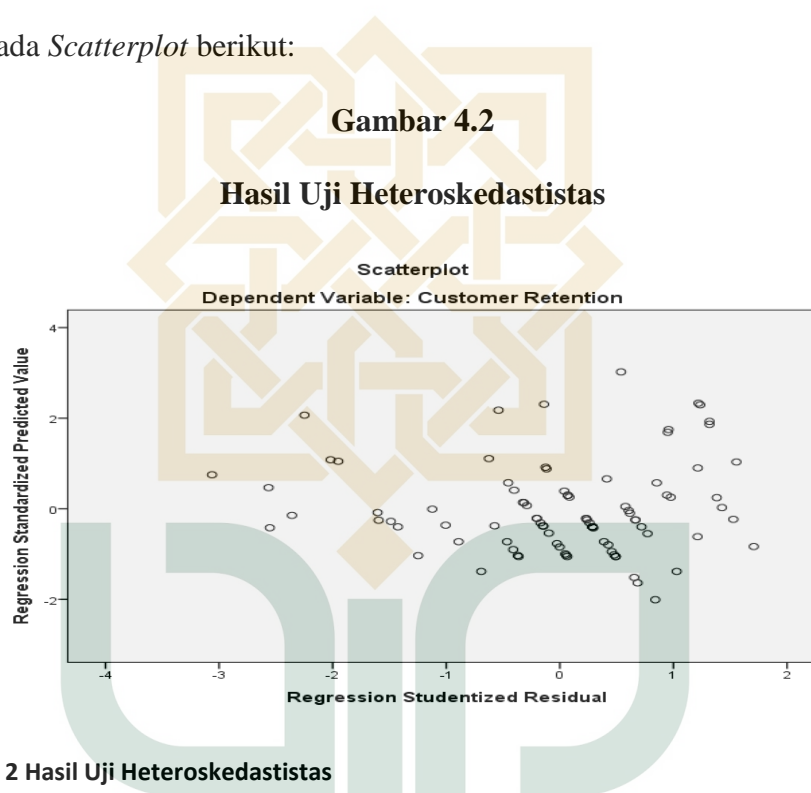 ada Scatterplot berikut:
Gambar 4.2
Hasil Uji Heteroskedastistas
Scatterplot
Dependent Variable: Customer Retention
Regression Standardized Predicted Value
4
2
0
-2
-4 -3 -2 -1 0 1 2
Regression Studentized Residual
2 Hasil Uji Heteroskedastistas